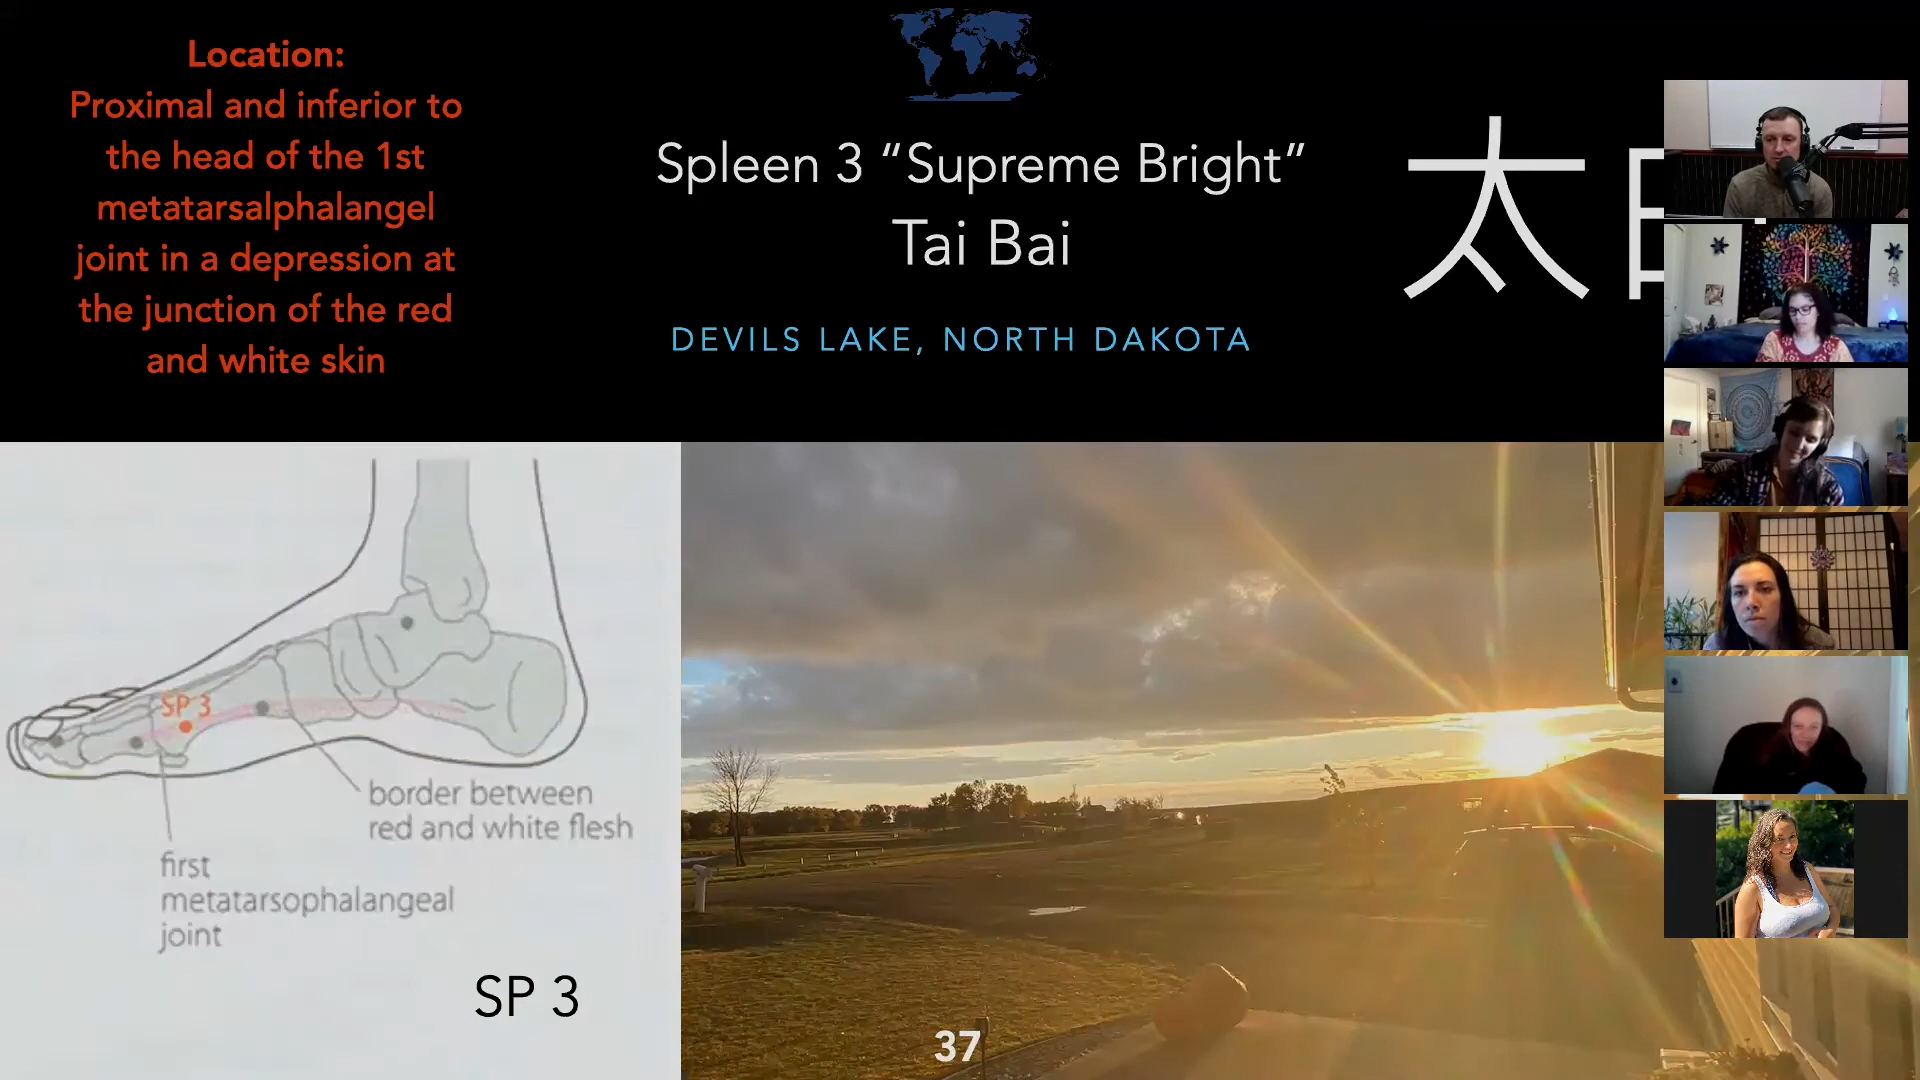 Location:
Proximal and inferior to
the head of the 1st
metatarsalphalangel
joint in a depression at
the junction of the red
and white skin
Spleen 3 “Supreme Bright”
Tai Bai
DEVILS LAKE, NORTH DAKOTA
太
SP 3
border between
red and white flesh
first
metatarsophalangeal
joint
SP 3
37